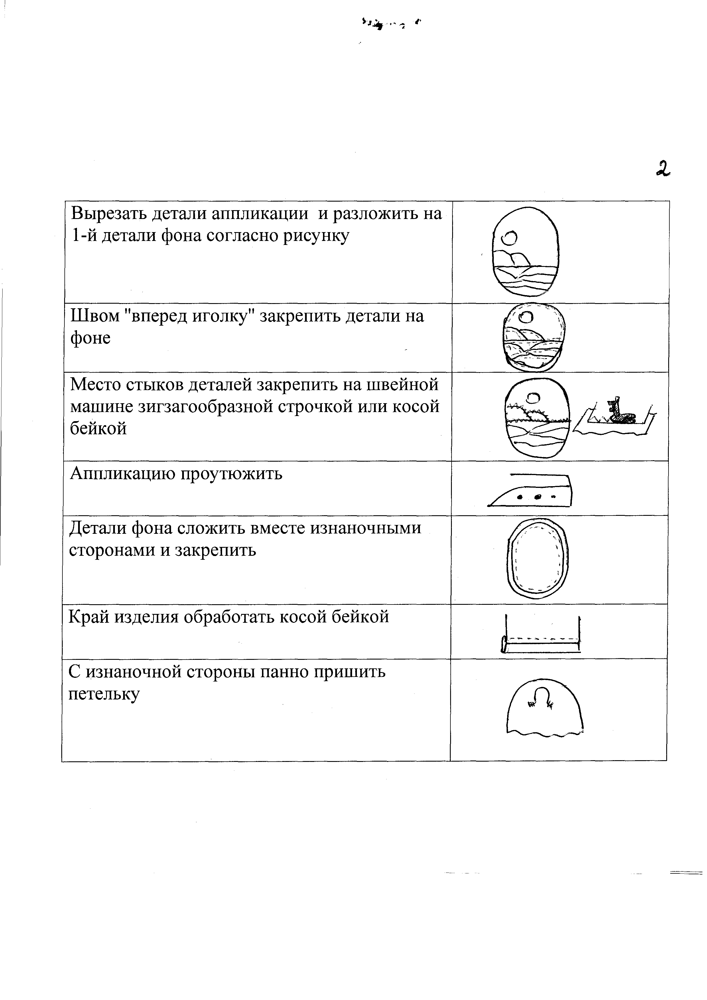 2
Вырезать детали аппликации и разложить на
1-й детали фона согласно рисунку
Швом "вперед иголку" закрепить детали на
фоне
Место стыков деталей закрепить на швейной
машине зигзагообразной строчкой или косой
бейкой
Аппликацию проутюжить
Детали фона сложить вместе изнаночными
сторонами и закрепить
Край изделия обработать косой бейкой
С изнаночной стороны панно пришить
петельку